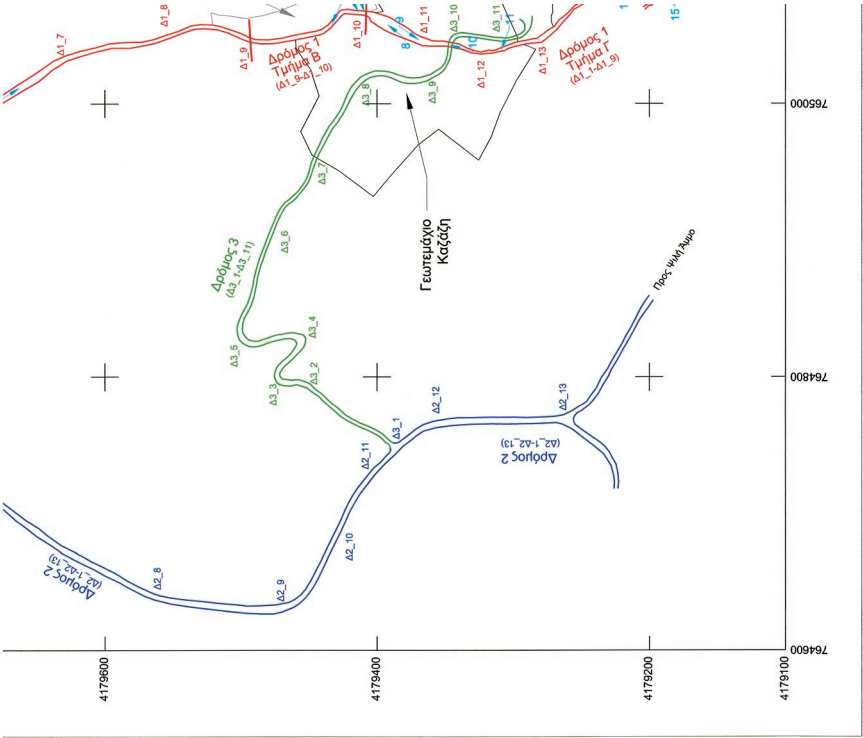 Δ1_7
Δ1_8
Δ1_9
Δρόμος 1
Τμήμα Β
(Δ1_9-Δ1_10)
Δ1_10
9
8
Δ1_11
Δ3_10
10
Δ3_11
11
Δ1_12
Δ1_13
Δρόμος 1
Τμήμα Γ
(Δ1_1-Δ1_9)
1
15
765000
Δ3_8
Δ3_9
Δ3_7
Δ3_6
Δρόμος 3
(Δ3_1-Δ3_11)
Γεωτεμάχιο
Καζάζη
Προς Ψιλή Άμμο
Δ3_5
Δ3_4
Δ3_3
Δ3_2
764800
Δ3_1
Δ2_12
Δ2_13
Δ2_11
Δρόμος 2
(Δ2_1-Δ2_13)
Δ2_10
Δρόμος 2
(Δ2_1-Δ2_13)
Δ2_8
Δ2_9
764600
4179600
4179400
4179200
4179100